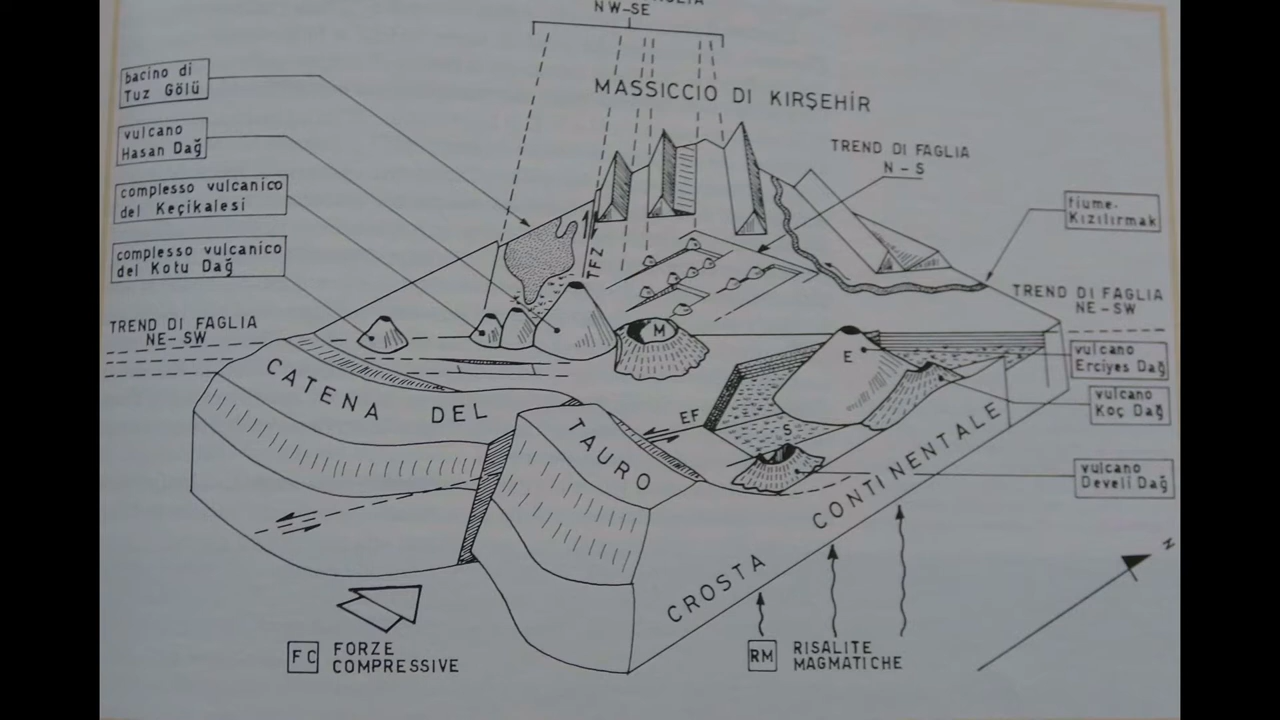 NW-SE
MASSICCIO DI KIRŞEHİR
bacino di
Tuz Gölü
vulcano
Hasan Dağ
complesso vulcanico
del Keçikalesi
complesso vulcanico
del Kotu Dağ
TREND DI FAGLIA
NE-SW
TREND DI FAGLIA
N-S
fiume
Kızılırmak
TREND DI FAGLIA
NE-SW
vulcano
Erciyes Dağ
vulcano
Koç Dağ
vulcano
Develi Dağ
TFZ
M
E
S
EF
CATENA DEL
TAURO
CROSTA CONTINENTALE
N
FC
FORZE
COMPRESSIVE
RM
RISALITE
MAGMATICHE